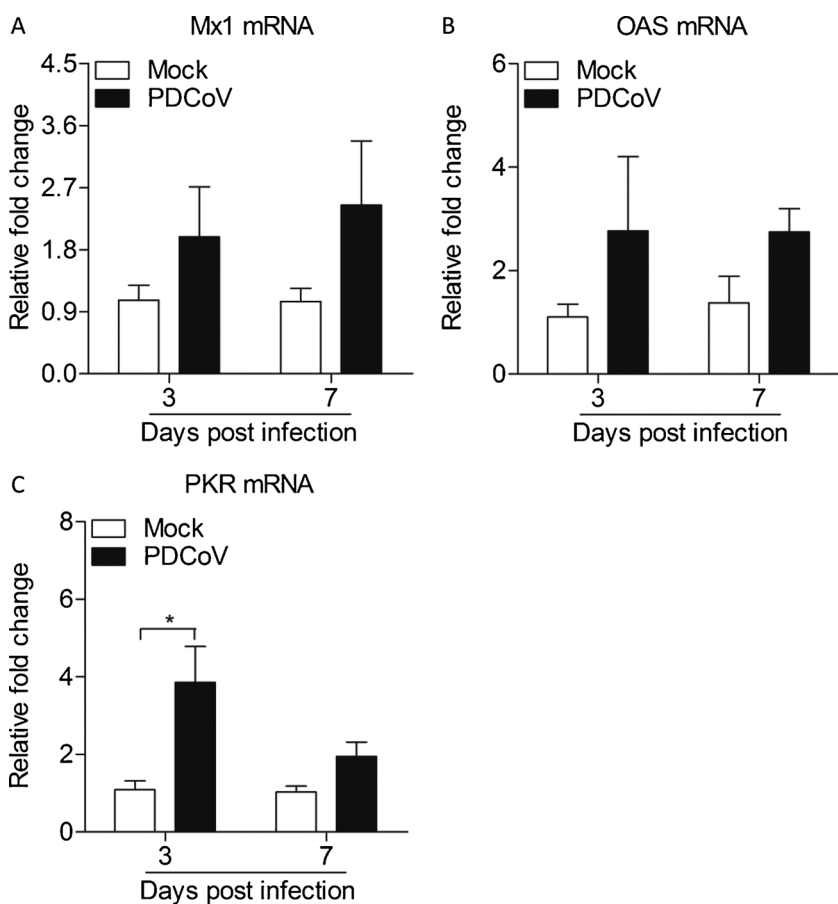 A
Mx1 mRNA
Relative fold change
4.5
3.6
2.7
1.8
0.9
0.0
Mock
PDCoV
3
7
Days post infection
B
OAS mRNA
Relative fold change
6
4
2
0
Mock
PDCoV
3
7
Days post infection
C
PKR mRNA
Relative fold change
8
6
4
2
0
Mock
PDCoV
*
3
7
Days post infection